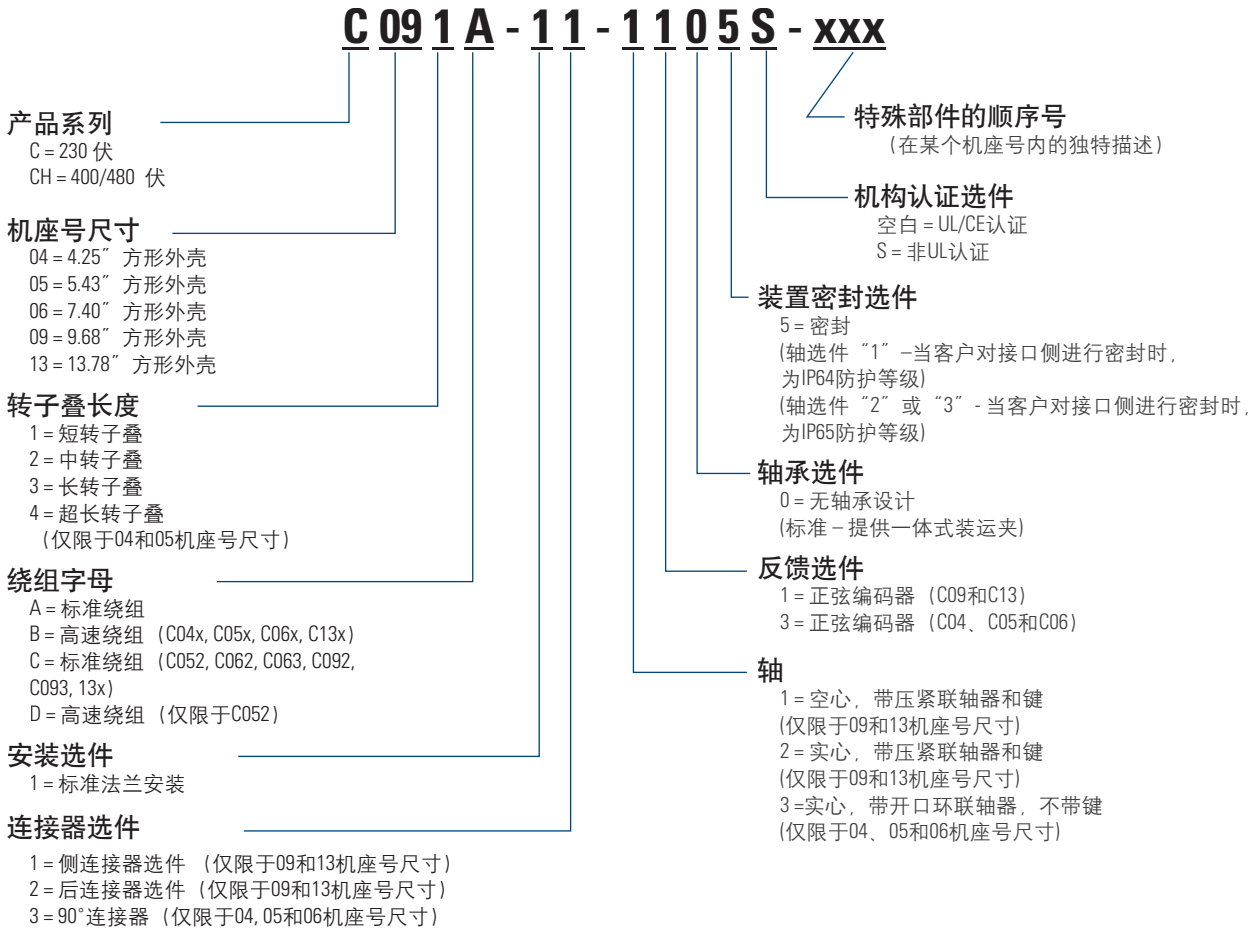 C 09 1 A - 1 1 - 1 1 0 5 S - xxx
产品系列
C = 230 伏
CH = 400/480 伏
机座号尺寸
04 = 4.25″ 方形外壳
05 = 5.43″ 方形外壳
06 = 7.40″ 方形外壳
09 = 9.68″ 方形外壳
13 = 13.78″ 方形外壳
转子叠长度
1 = 短转子叠
2 = 中转子叠
3 = 长转子叠
4 = 超长转子叠
(仅限于04和05机座号尺寸)
绕组字母
A = 标准绕组
B = 高速绕组 (C04x, C05x, C06x, C13x)
C = 标准绕组 (C052, C062, C063, C092,
C093, 13x)
D = 高速绕组 (仅限于C052)
安装选件
1 = 标准法兰安装
连接器选件
1 = 侧连接器选件 (仅限于09和13机座号尺寸)
2 = 后连接器选件 (仅限于09和13机座号尺寸)
3 = 90°连接器 (仅限于04, 05和06机座号尺寸)
特殊部件的顺序号
(在某个机座号内的独特描述)
机构认证选件
空白 = UL/CE认证
S = 非UL认证
装置密封选件
5 = 密封
(轴选件“1”–当客户对接口侧进行密封时,
为IP64防护等级)
(轴选件“2”或“3”- 当客户对接口侧进行密封时,
为IP65防护等级)
轴承选件
0 = 无轴承设计
(标准 – 提供一体式装运夹)
反馈选件
1 = 正弦编码器 (C09和C13)
3 = 正弦编码器 (C04、C05和C06)
轴
1 = 空心, 带压紧联轴器和键
(仅限于09和13机座号尺寸)
2 = 实心, 带压紧联轴器和键
(仅限于09和13机座号尺寸)
3 =实心, 带开口环联轴器, 不带键
(仅限于04、05和06机座号尺寸)